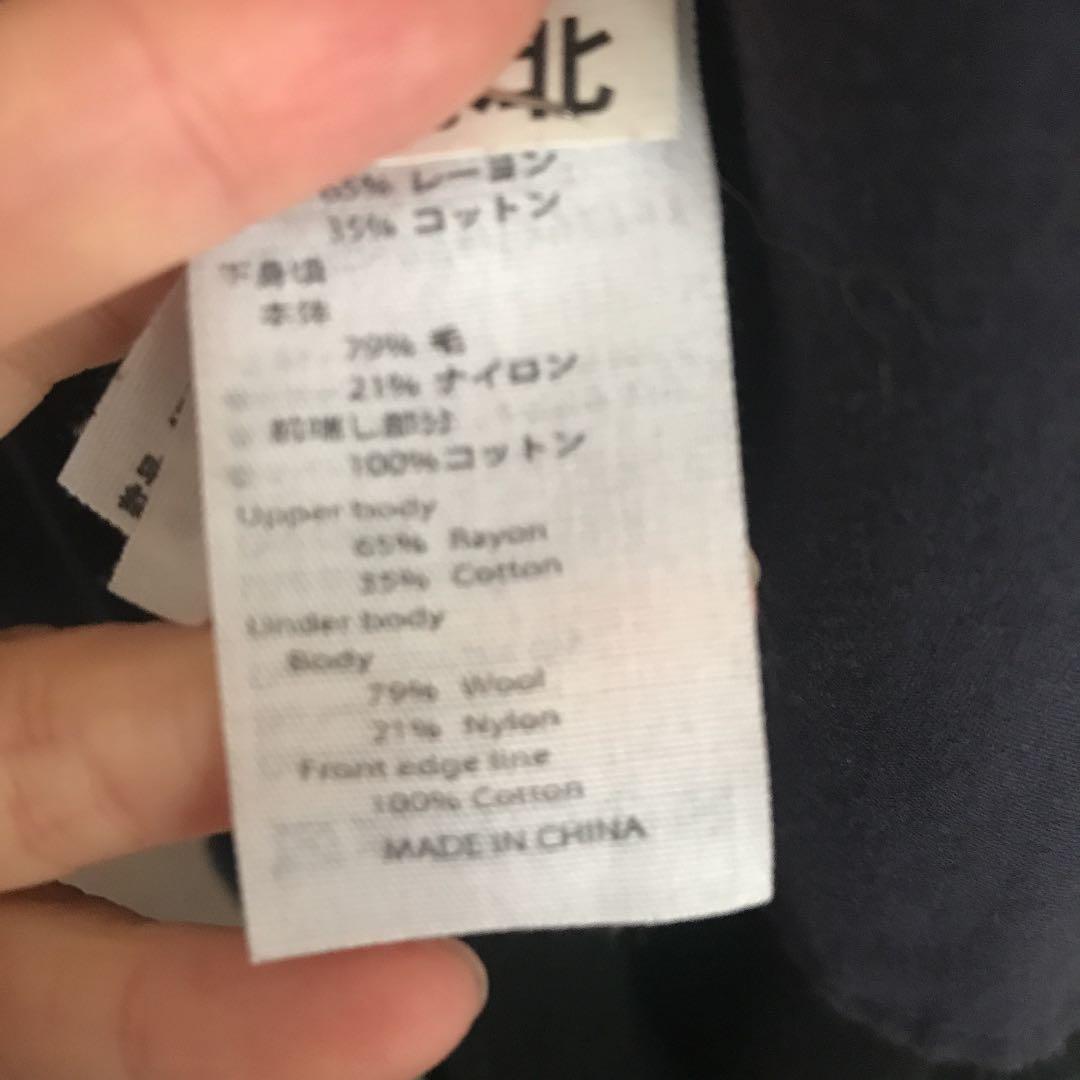 北
65% レーヨン
35% コットン
下身頃
本体
79% 毛
21% ナイロン
前端し部分
100%コットン
Upper body
65% Rayon
35% Cotton
Under body
Body
79% Wool
21% Nylon
Front edge line
100% Cotton
MADE IN CHINA